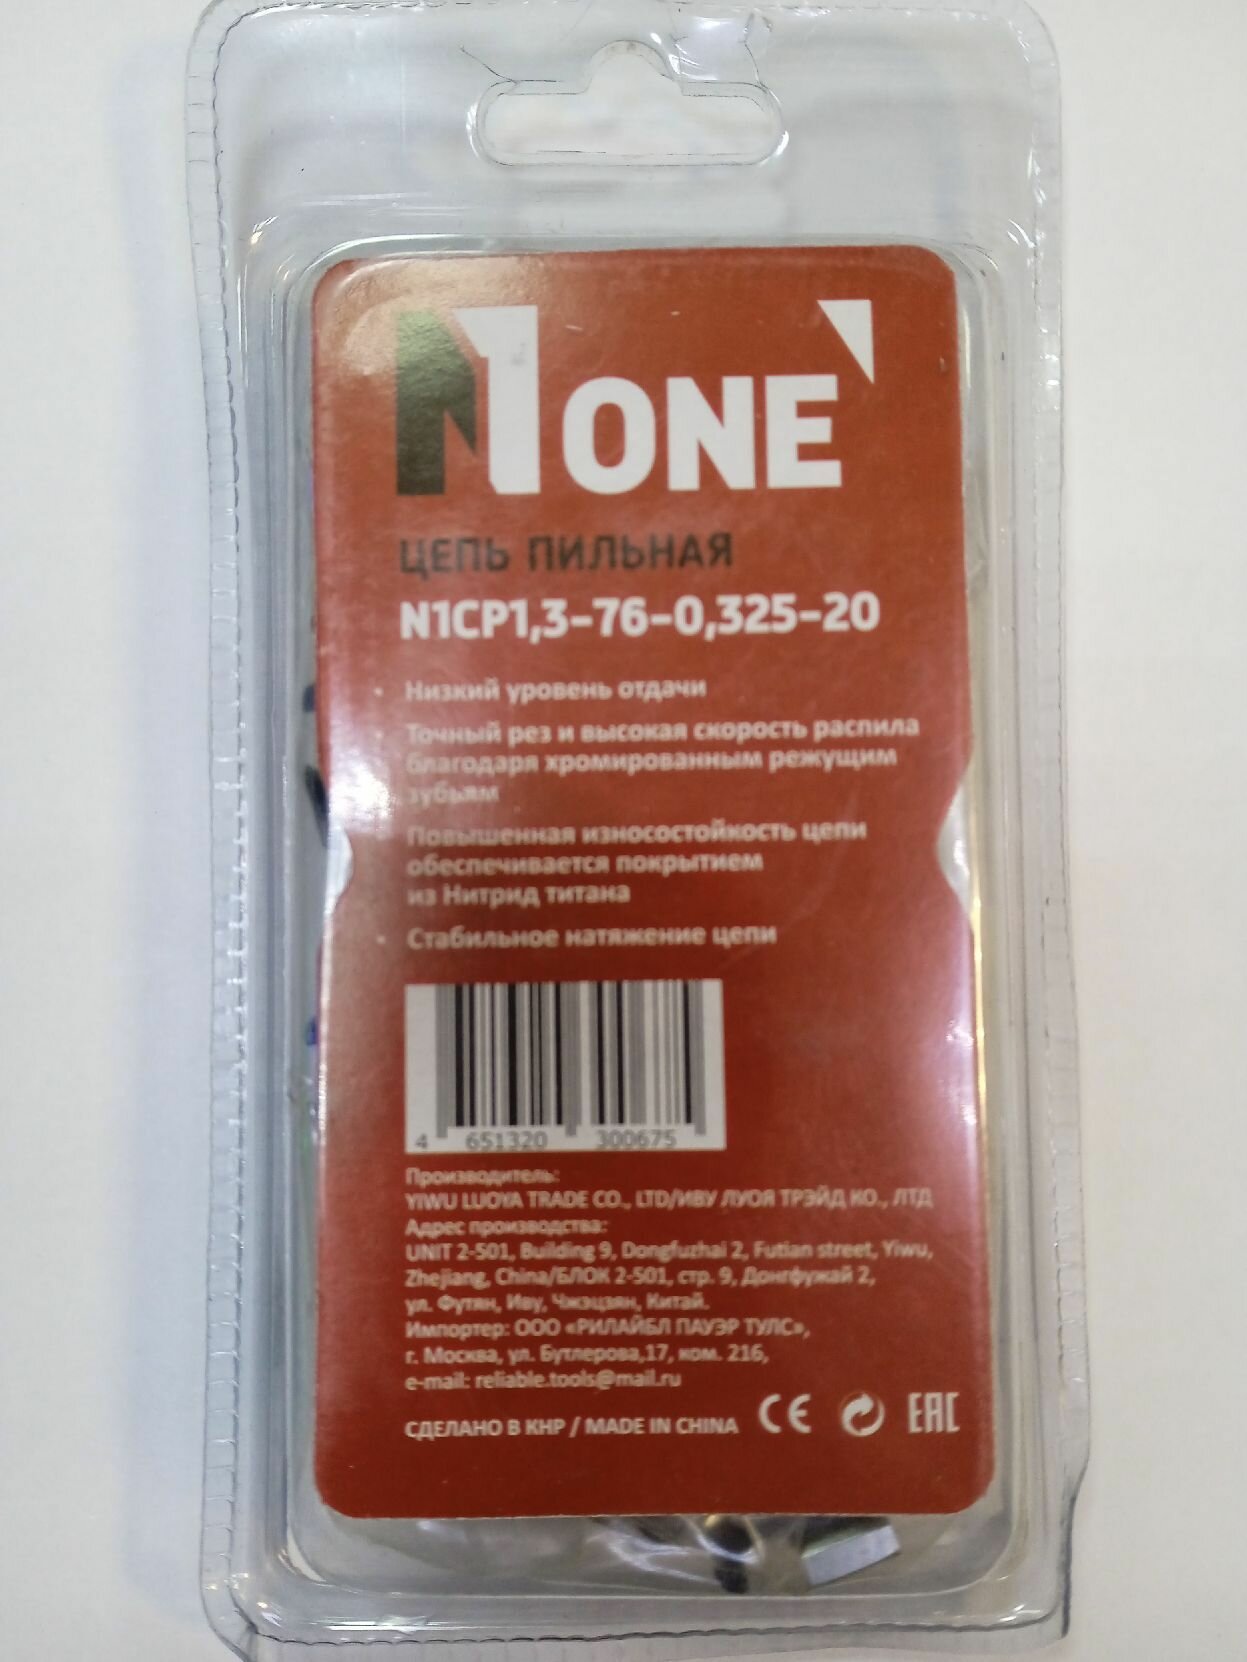 N1 ONE
ЦЕПЬ ПИЛЬНАЯ
N1CP1,3-76-0,325-20
• Низкий уровень отдачи
• Точный рез и высокая скорость распила
благодаря хромированным режущим
зубьям
• Повышенная износостойкость цепи
обеспечивается покрытием
из Нитрид титана
• Стабильное натяжение цепи
4 651320 300675
Производитель:
YIWU LUOYA TRADE CO., LTD/ИВУ ЛУОЯ ТРЭЙД КО., ЛТД
Адрес производства:
UNIT 2-501, Building 9, Dongfuzhai 2, Futian street, Yiwu,
Zhejiang, China/БЛОК 2-501, стр. 9, Донгфужай 2,
ул. Футян, Иву, Чжэцзян, Китай.
Импортер: ООО «РИЛАЙБЛ ПАУЭР ТУЛС»,
г. Москва, ул. Бутлерова,17, ком. 216,
e-mail: reliable.tools@mail.ru
СДЕЛАНО В КНР / MADE IN CHINA CE EAC